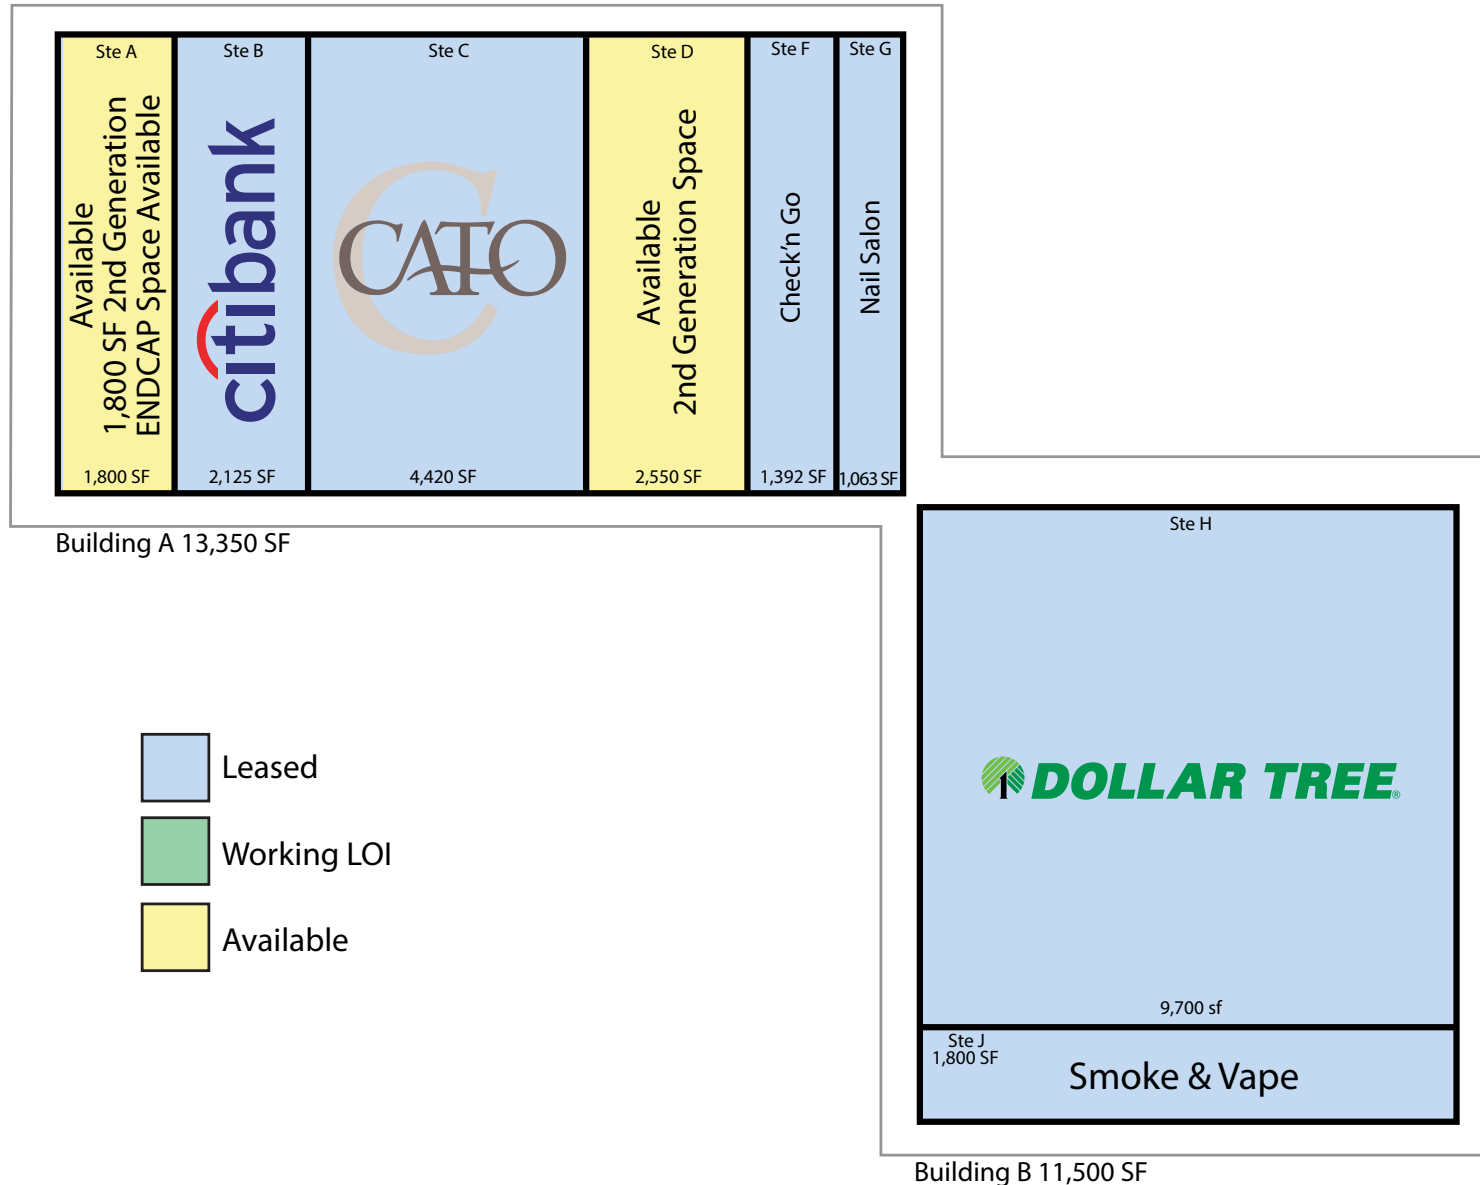 Ste A
Available
1,800 SF 2nd Generation
ENDCAP Space Available
1,800 SF
Ste B
citibank
2,125 SF
Ste C
C
CATO
4,420 SF
Ste D
Available
2nd Generation Space
2,550 SF
Ste F
Check'n Go
1,392 SF
Ste G
Nail Salon
1,063 SF
Building A 13,350 SF
Ste H
DOLLAR TREE®
9,700 sf
Ste J
1,800 SF
Smoke & Vape
Building B 11,500 SF
Leased
Working LOI
Available